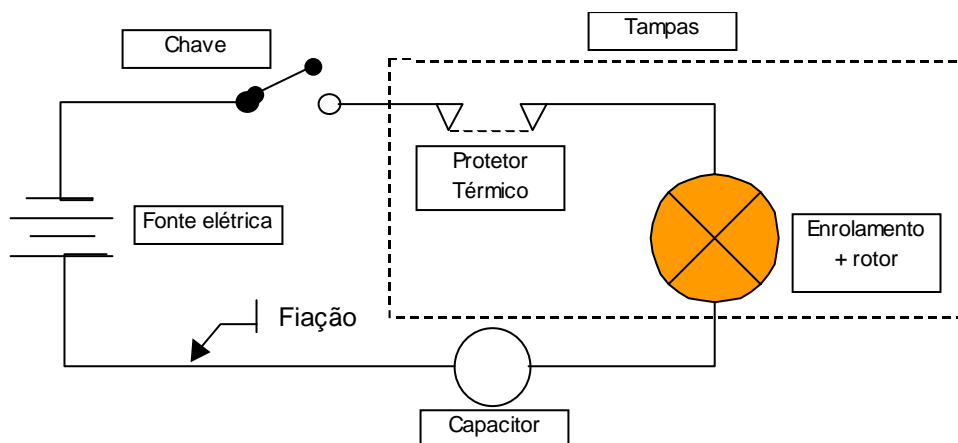 Tampas
Chave
Protetor
Térmico
Fonte elétrica
Enrolamento
+ rotor
Fiação
Capacitor